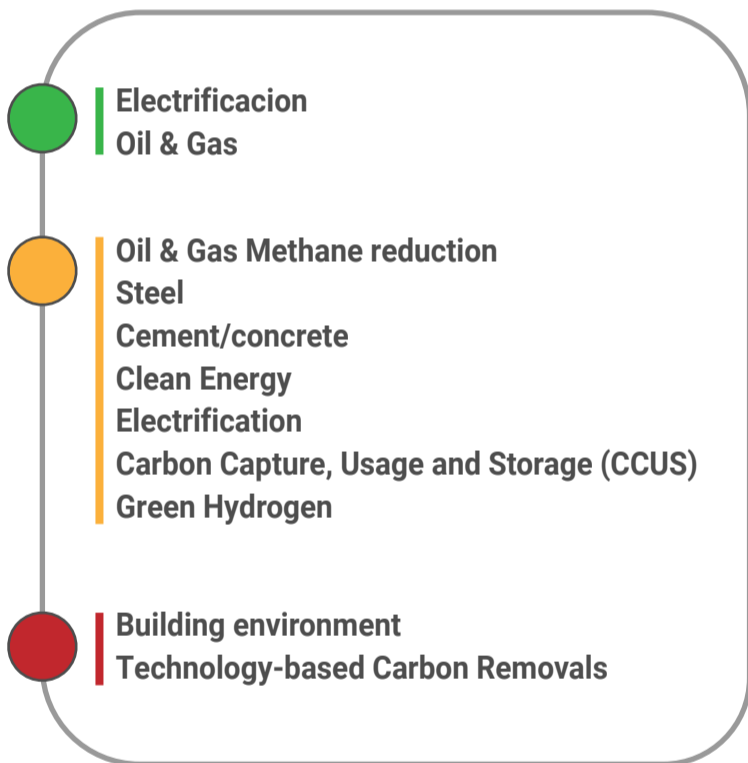 Electrificacion
Oil & Gas
Oil & Gas Methane reduction
Steel
Cement/concrete
Clean Energy
Electrification
Carbon Capture, Usage and Storage (CCUS)
Green Hydrogen
Building environment
Technology-based Carbon Removals